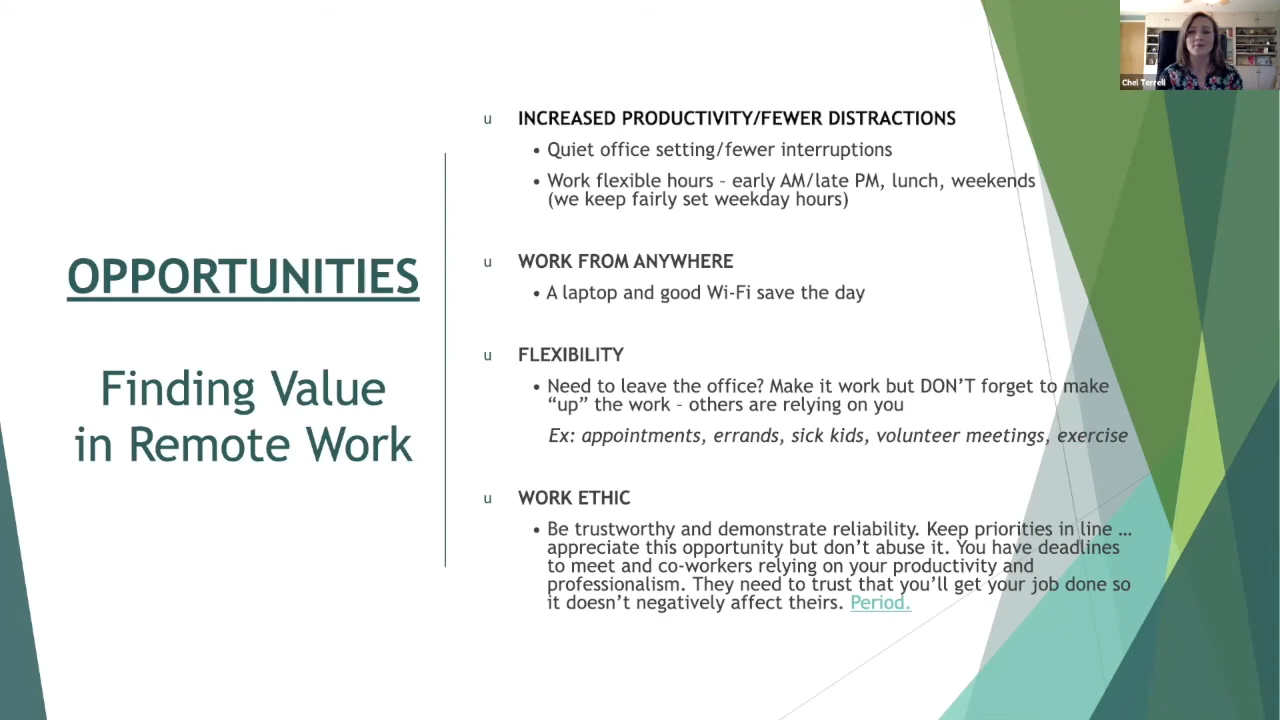 Chel Terrell
OPPORTUNITIES
Finding Value
in Remote Work
u INCREASED PRODUCTIVITY/FEWER DISTRACTIONS
• Quiet office setting/fewer interruptions
• Work flexible hours – early AM/late PM, lunch, weekends
(we keep fairly set weekday hours)
u WORK FROM ANYWHERE
• A laptop and good Wi-Fi save the day
u FLEXIBILITY
• Need to leave the office? Make it work but DON'T forget to make
“up” the work – others are relying on you
Ex: appointments, errands, sick kids, volunteer meetings, exercise
u WORK ETHIC
• Be trustworthy and demonstrate reliability. Keep priorities in line …
appreciate this opportunity but don't abuse it. You have deadlines
to meet and co-workers relying on your productivity and
professionalism. They need to trust that you'll get your job done so
it doesn't negatively affect theirs. Period.